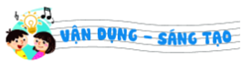 VẬN DỤNG - SÁNG TẠO